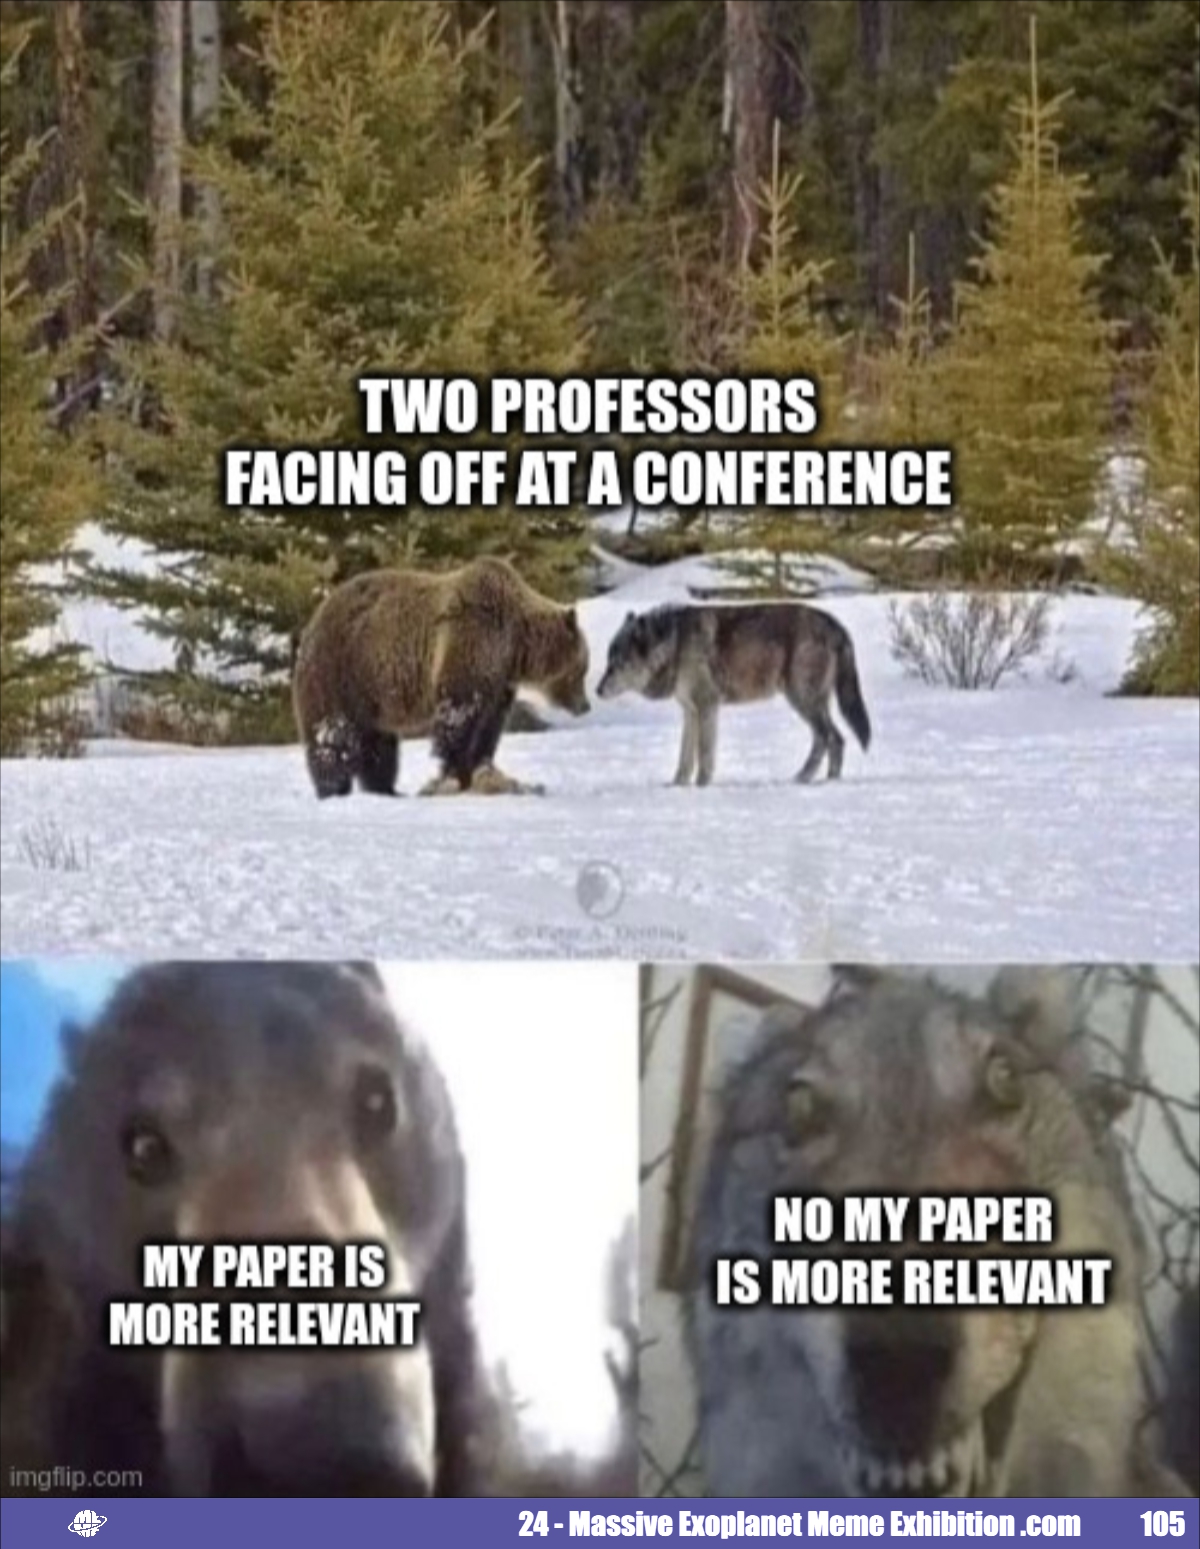 TWO PROFESSORS
FACING OFF AT A CONFERENCE
MY PAPER IS
MORE RELEVANT
NO MY PAPER
IS MORE RELEVANT
imgflip.com
24 - Massive Exoplanet Meme Exhibition .com 105